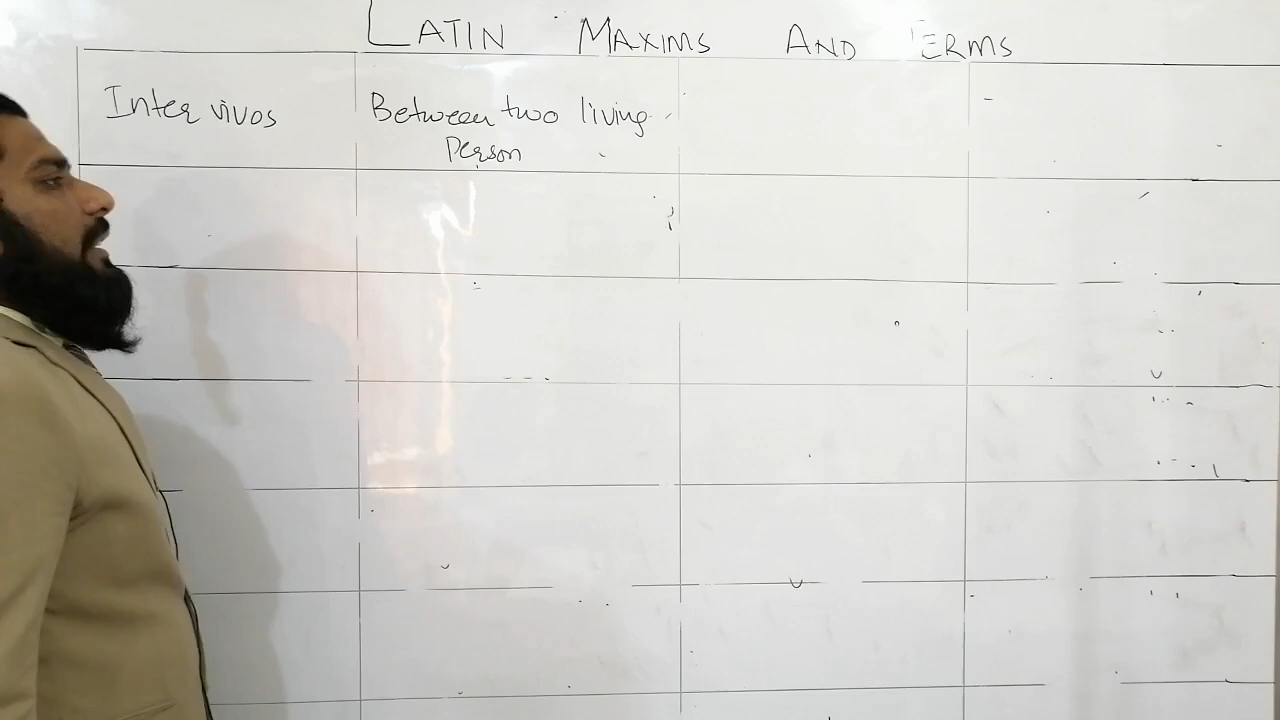 LATIN MAXIMS AND TERMS
Inter vivos
Between two living
Person